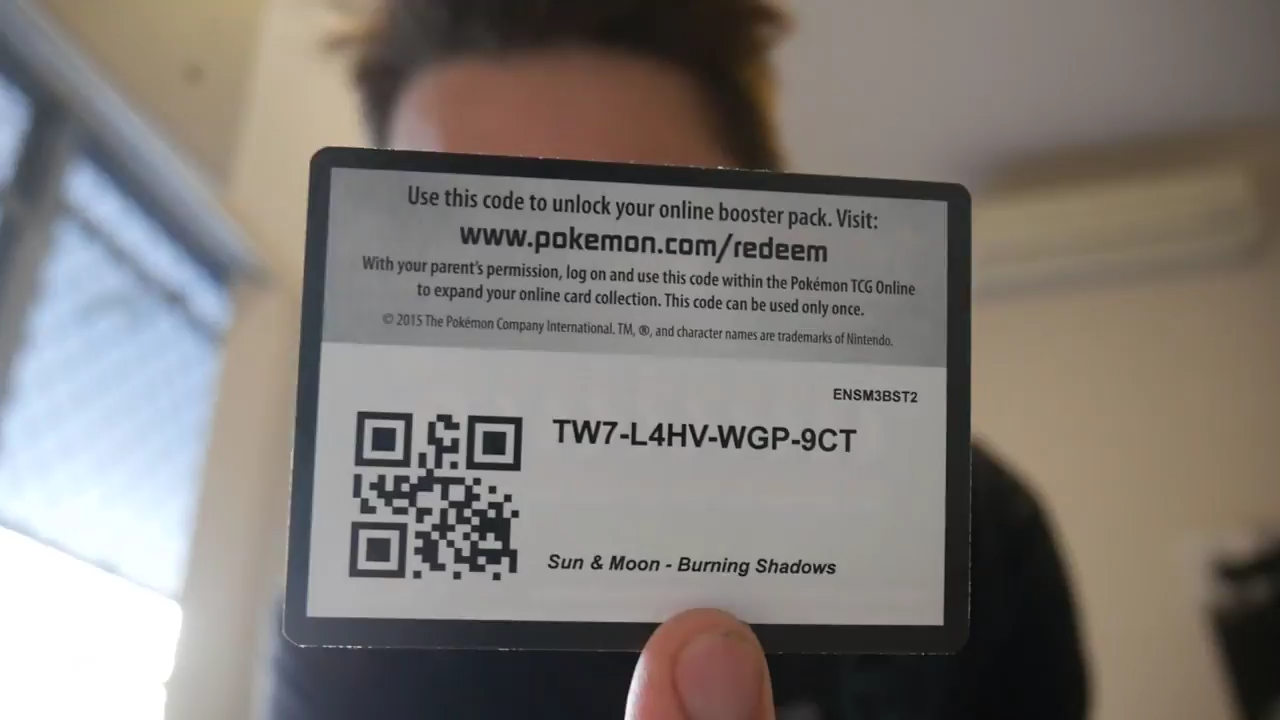 Use this code to unlock your online booster pack. Visit:
www.pokemon.com/redeem
With your parent's permission, log on and use this code within the Pokémon TCG Online
to expand your online card collection. This code can be used only once.
© 2015 The Pokémon Company International. TM, ®, and character names are trademarks of Nintendo.
ENSM3BST2
TW7-L4HV-WGP-9CT
Sun & Moon - Burning Shadows